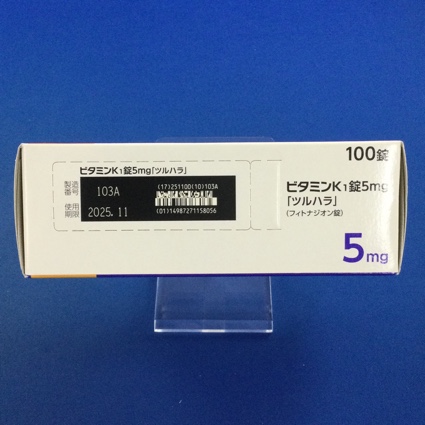 ビタミンK1錠5mg「ツルハラ」
製造番号
103A
(17)251100(10)103A
使用期限
2025.11
(01)14987271158056
100錠
ビタミンK1錠5mg
「ツルハラ」
(フィトナジオン錠)
5mg